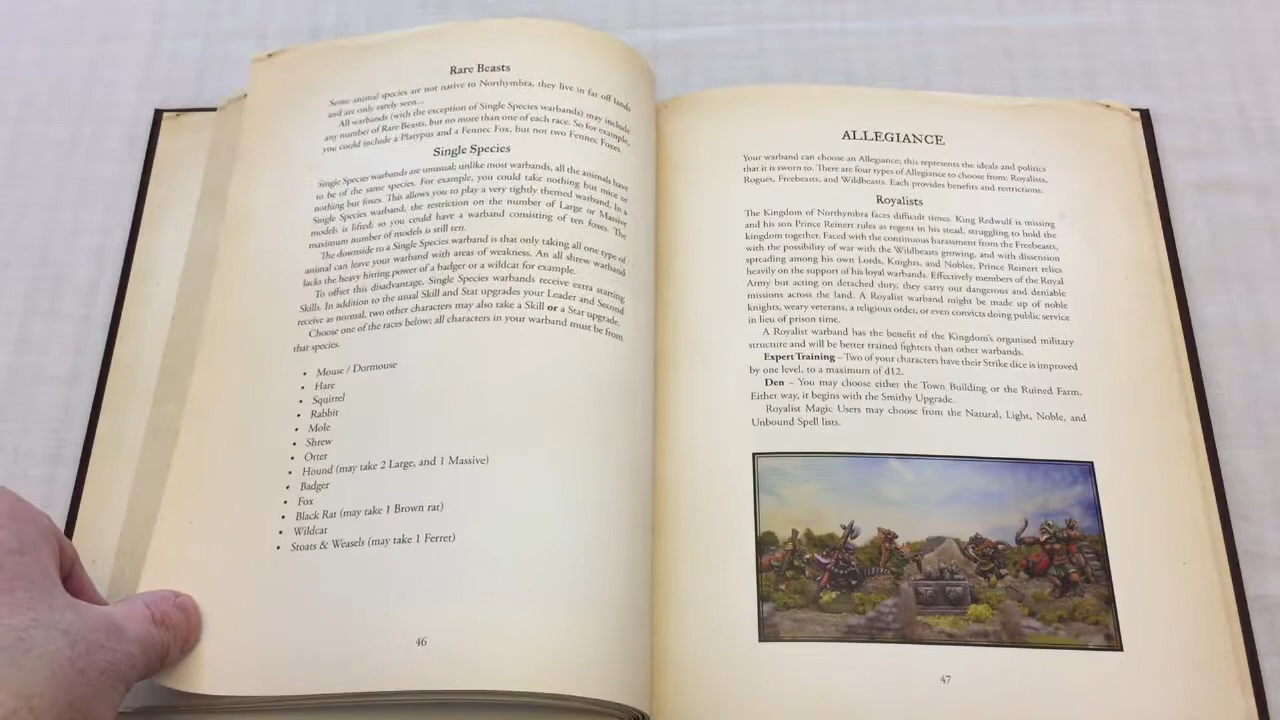 Rare Beasts
Some animal species are not native to Northymbra, they live in far off lands
and are only rarely seen...
All warbands (with the exception of Single Species warbands) may include
any number of Rare Beasts, but no more than one of each race. So for example,
you could include a Platypus and a Fennec Fox, but not two Fennec Foxes.
Single Species
Single Species warbands are unusual; unlike most warbands, all the animals have
to be of the same species. For example, you could take nothing but mice or
nothing but foxes. This allows you to play a very tightly themed warband. In a
Single Species warband, the restriction on the number of Large or Massive
models is lifted; so you could have a warband consisting of ten foxes. The
maximum number of models is still ten.
The downside to a Single Species warband is that only taking all one type of
animal can leave your warband with areas of weakness. An all shrew warband
lacks the heavy hitting power of a badger or a wildcat for example.
To offset this disadvantage, Single Species warbands receive extra starting
Skills. In addition to the usual Skill and Stat upgrades your Leader and Second
receive as normal, two other characters may also take a Skill or a Stat upgrade.
Choose one of the races below; all characters in your warband must be from
that species.
• Mouse / Dormouse
• Hare
• Squirrel
• Rabbit
• Mole
• Shrew
• Otter
• Hound (may take 2 Large, and 1 Massive)
• Badger
• Fox
• Black Rat (may take 1 Brown rat)
• Wildcat
• Stoats & Weasels (may take 1 Ferret)
46
ALLEGIANCE
Your warband can choose an Allegiance; this represents the ideals and politics
that it is sworn to. There are four types of Allegiance to choose from: Royalists,
Rogues, Freebeasts, and Wildbeasts. Each provides benefits and restrictions.
Royalists
The Kingdom of Northymbra faces difficult times. King Redwulf is missing
and his son Prince Reinert rules as regent in his stead, struggling to hold the
kingdom together. Faced with the continuous harassment from the Freebeasts,
with the possibility of war with the Wildbeasts growing, and with dissension
spreading among his own Lords, Knights, and Nobles, Prince Reinert relies
heavily on the support of his loyal warbands. Effectively members of the Royal
Army but acting on detached duty, they carry out dangerous and deniable
missions across the land. A Royalist warband might be made up of noble
knights, weary veterans, a religious order, or even convicts doing public service
in lieu of prison time.
A Royalist warband has the benefit of the Kingdom's organised military
structure and will be better trained fighters than other warbands.
Expert Training – Two of your characters have their Strike dice is improved
by one level, to a maximum of d12.
Den – You may choose either the Town Building or the Ruined Farm.
Either way, it begins with the Smithy Upgrade.
Royalist Magic Users may choose from the Natural, Light, Noble, and
Unbound Spell lists.
47